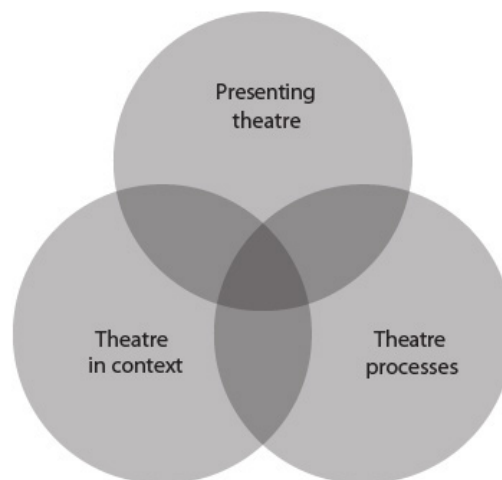 Presenting
theatre
Theatre
in context
Theatre
processes